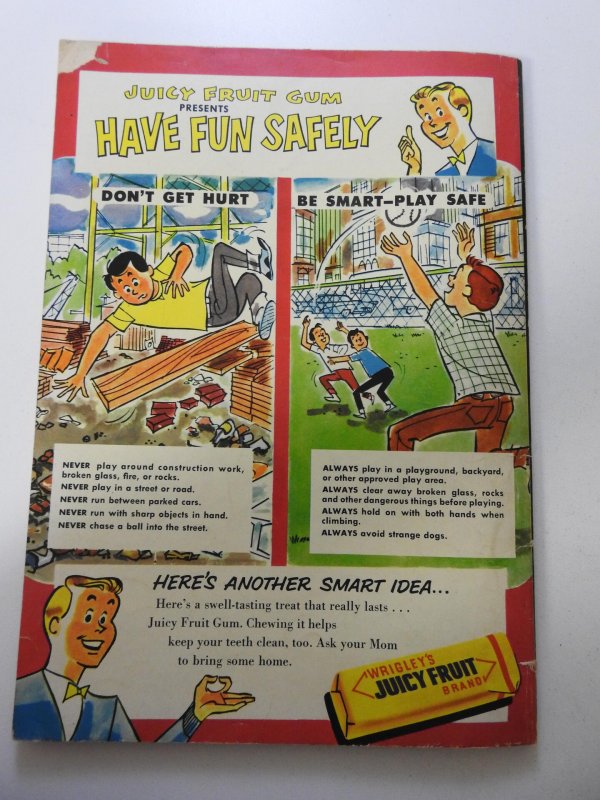 JUICY FRUIT GUM
PRESENTS
HAVE FUN SAFELY
DON'T GET HURT
NEVER play around construction work,
broken glass, fire, or rocks.
NEVER play in a street or road.
NEVER run between parked cars.
NEVER run with sharp objects in hand.
NEVER chase a ball into the street.
BE SMART—PLAY SAFE
ALWAYS play in a playground, backyard,
or other approved play area.
ALWAYS clear away broken glass, rocks
and other dangerous things before playing.
ALWAYS hold on with both hands when
climbing.
ALWAYS avoid strange dogs.
HERE'S ANOTHER SMART IDEA...
Here's a swell-tasting treat that really lasts . . .
Juicy Fruit Gum. Chewing it helps
keep your teeth clean, too. Ask your Mom
to bring some home.
WRIGLEY'S
JUICY FRUIT
BRAND